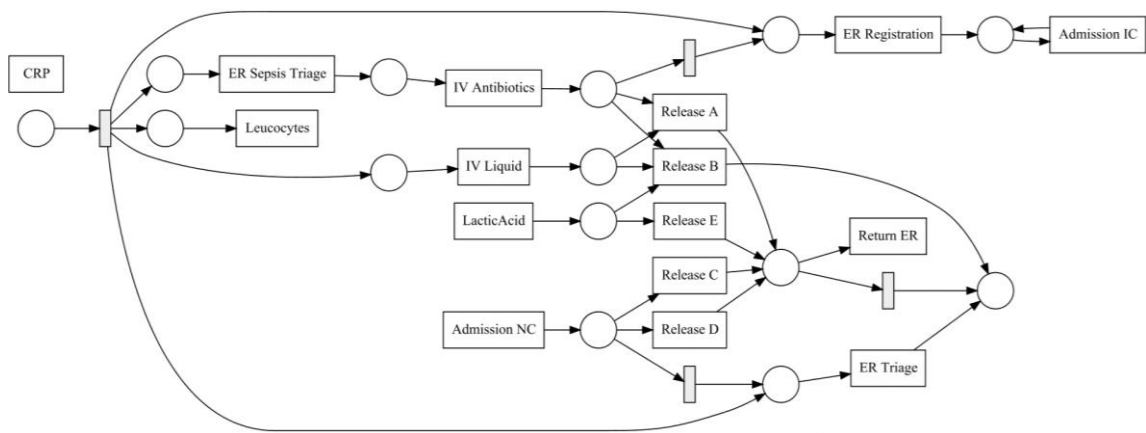 ER Registration
Admission IC
CRP
ER Sepsis Triage
IV Antibiotics
Release A
Leucocytes
IV Liquid
Release B
LacticAcid
Release E
Return ER
Release C
Admission NC
Release D
ER Triage